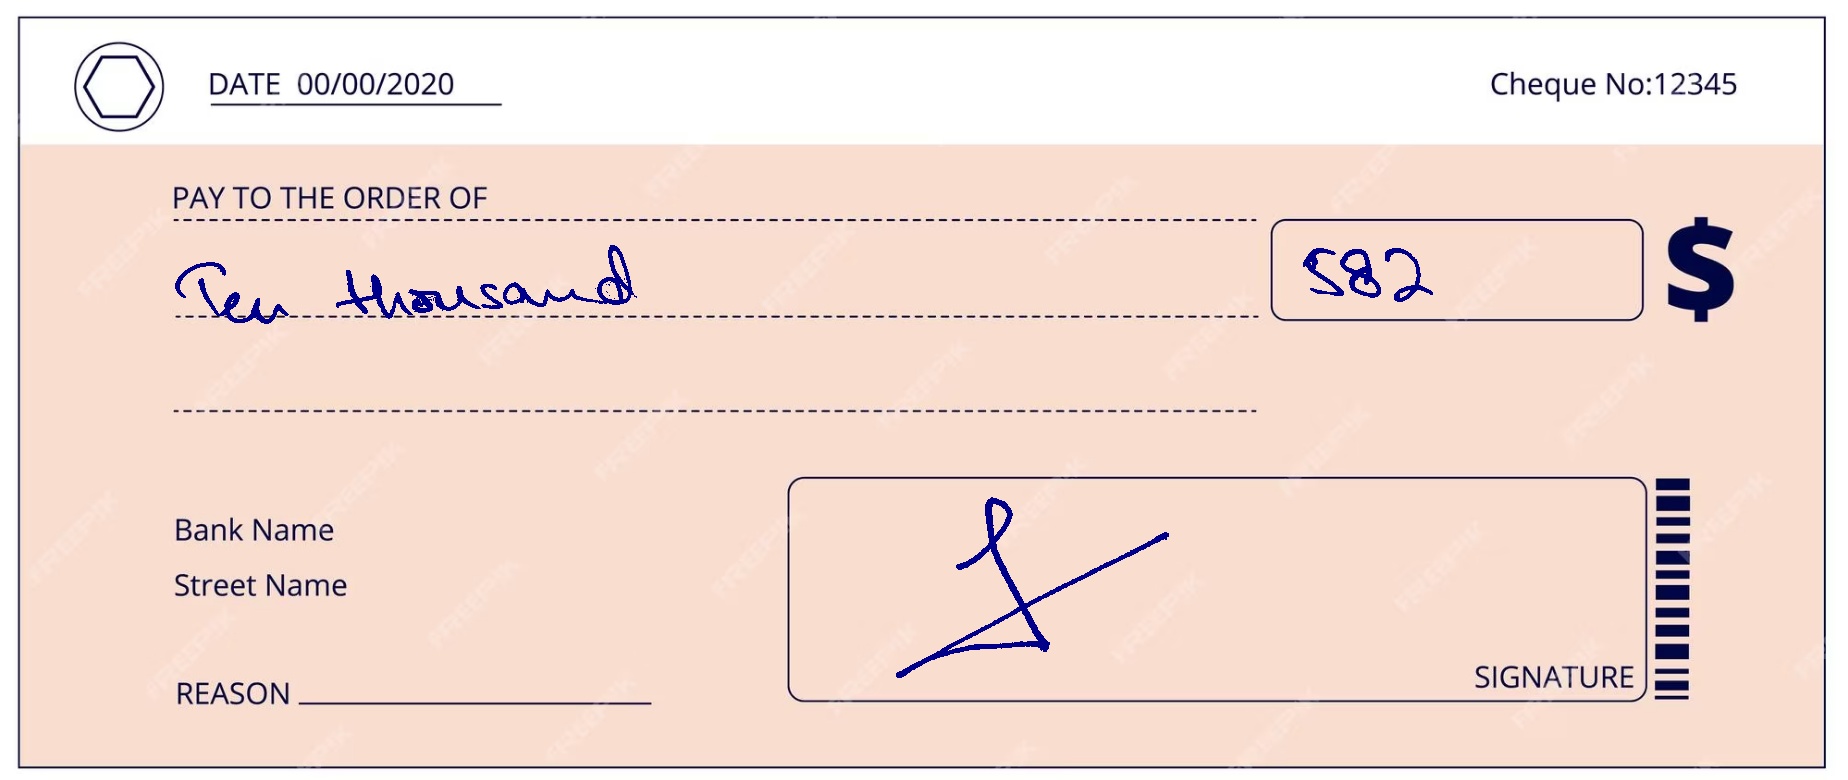 DATE 00/00/2020 Cheque No:12345
PAY TO THE ORDER OF
Ten thousand 582 $
Bank Name
Street Name
REASON SIGNATURE